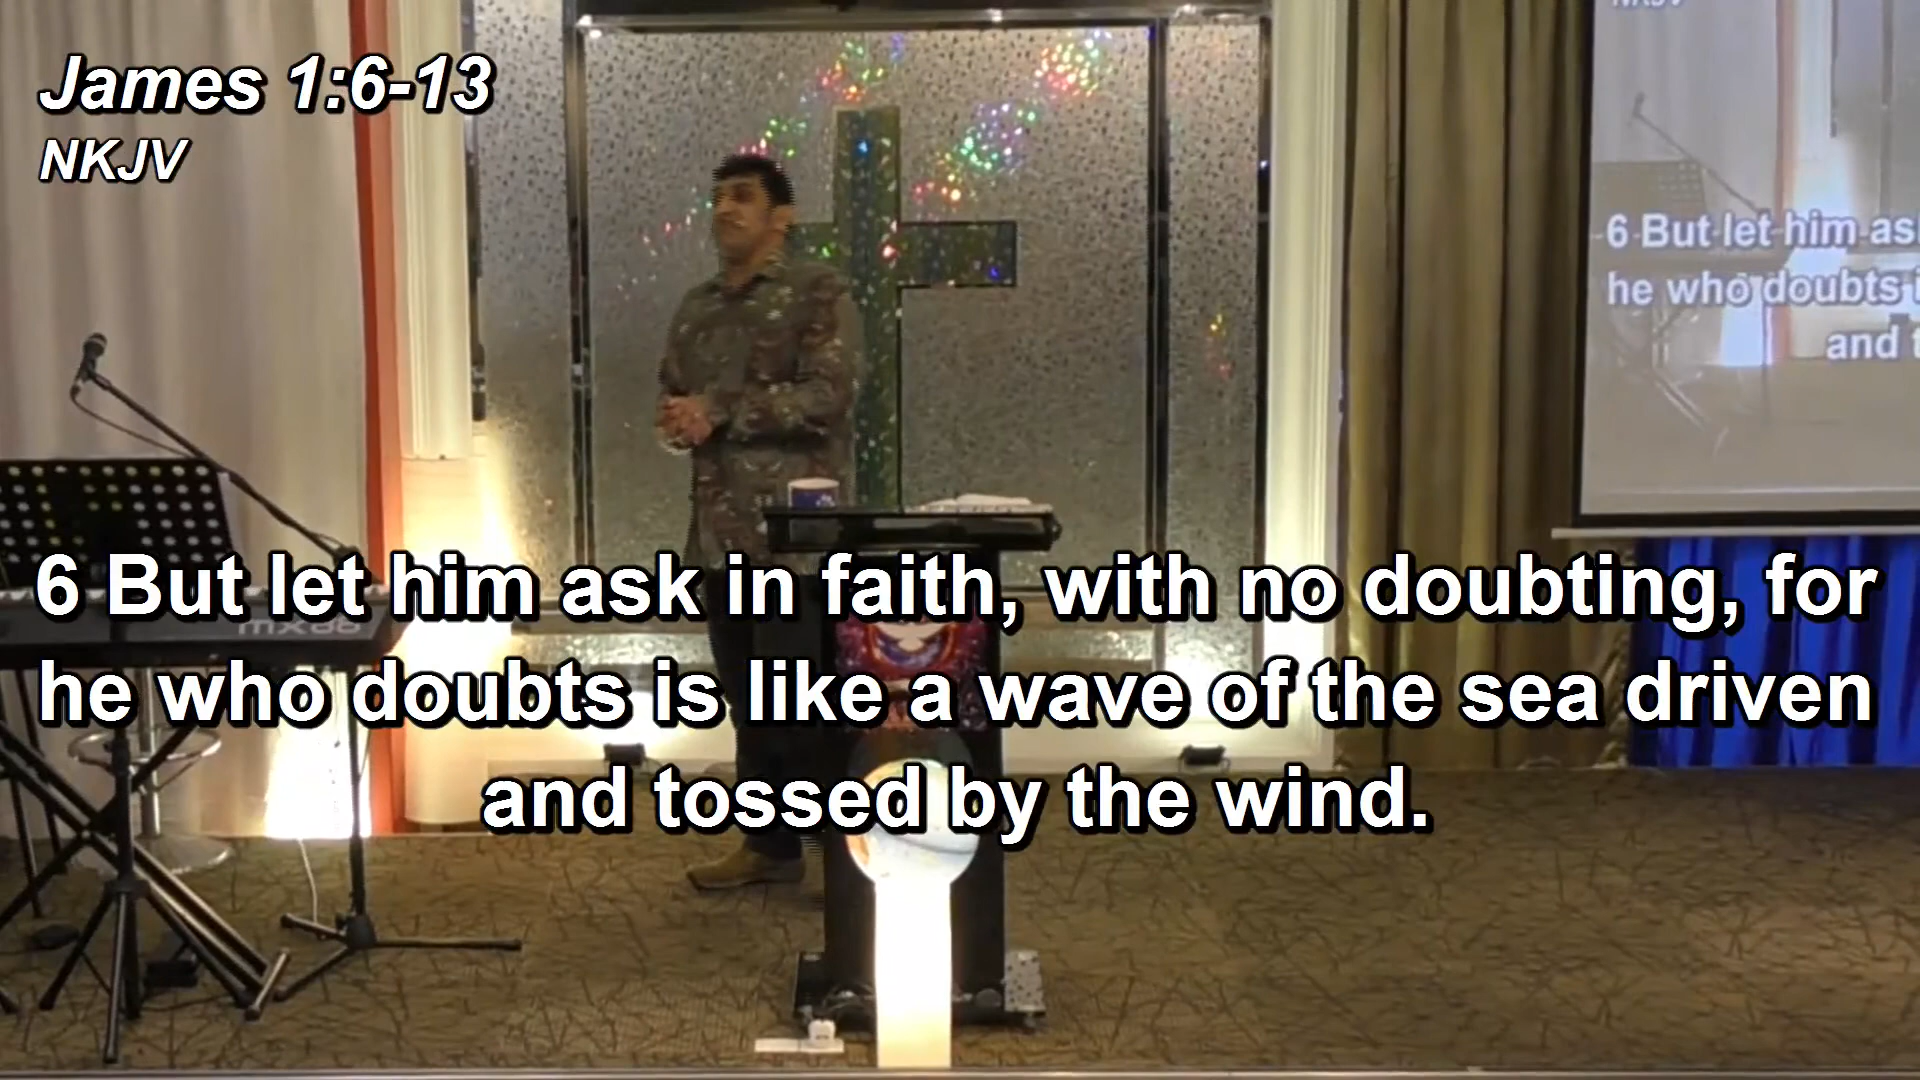 James 1:6-13
NKJV
6 But let him as
he who doubts i
and t
6 But let him ask in faith, with no doubting, for
he who doubts is like a wave of the sea driven
and tossed by the wind.